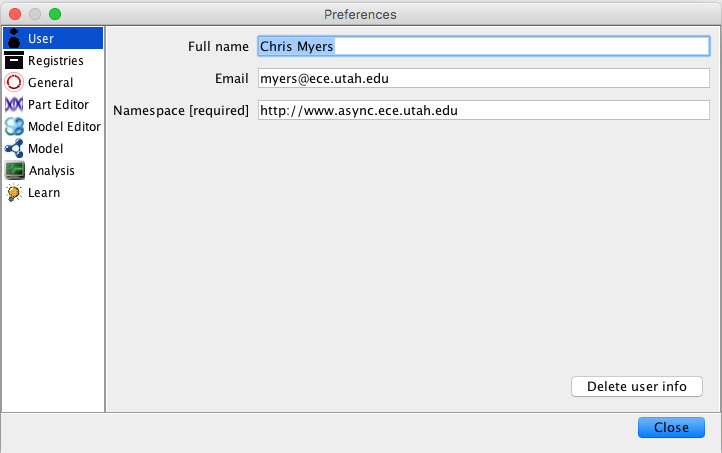 Preferences
User
Registries
General
Part Editor
Model Editor
Model
Analysis
Learn
Full name Chris Myers
Email myers@ece.utah.edu
Namespace [required] http://www.async.ece.utah.edu
Delete user info
Close